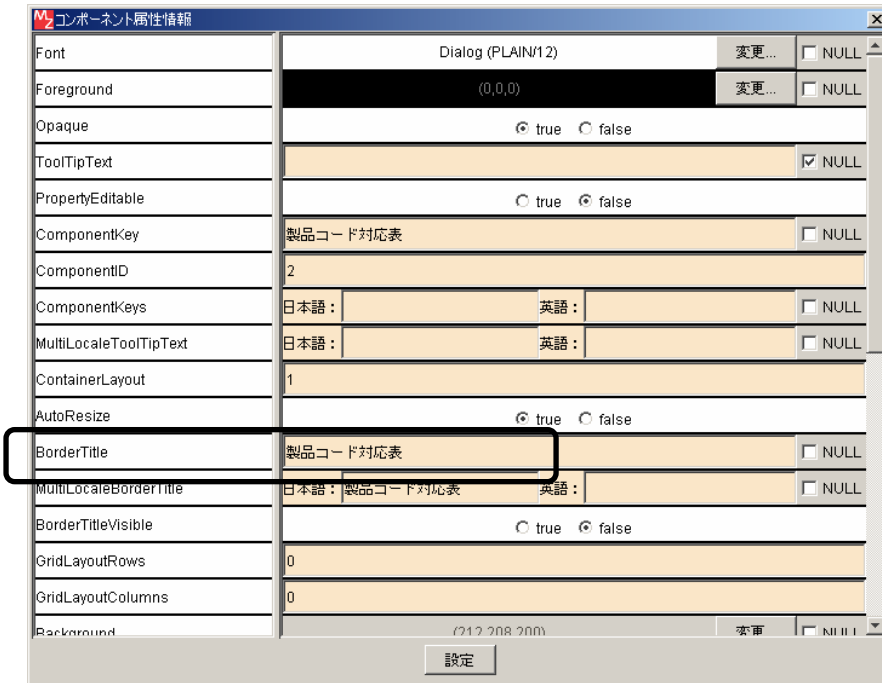 コンポーネント属性情報
Font Dialog (PLAIN/12) 変更... NULL
Foreground (0,0,0) 変更... NULL
Opaque true false
ToolTipText NULL
PropertyEditable true false
ComponentKey 製品コード対応表 NULL
ComponentID 2
ComponentKeys 日本語： 英語： NULL
MultiLocaleToolTipText 日本語： 英語： NULL
ContainerLayout 1
AutoResize true false
BorderTitle 製品コード対応表 NULL
MultiLocaleBorderTitle 日本語： 製品コード対応表 英語： NULL
BorderTitleVisible true false
GridLayoutRows 0
GridLayoutColumns 0
Background (212,208,200) 変更 NULL
設定